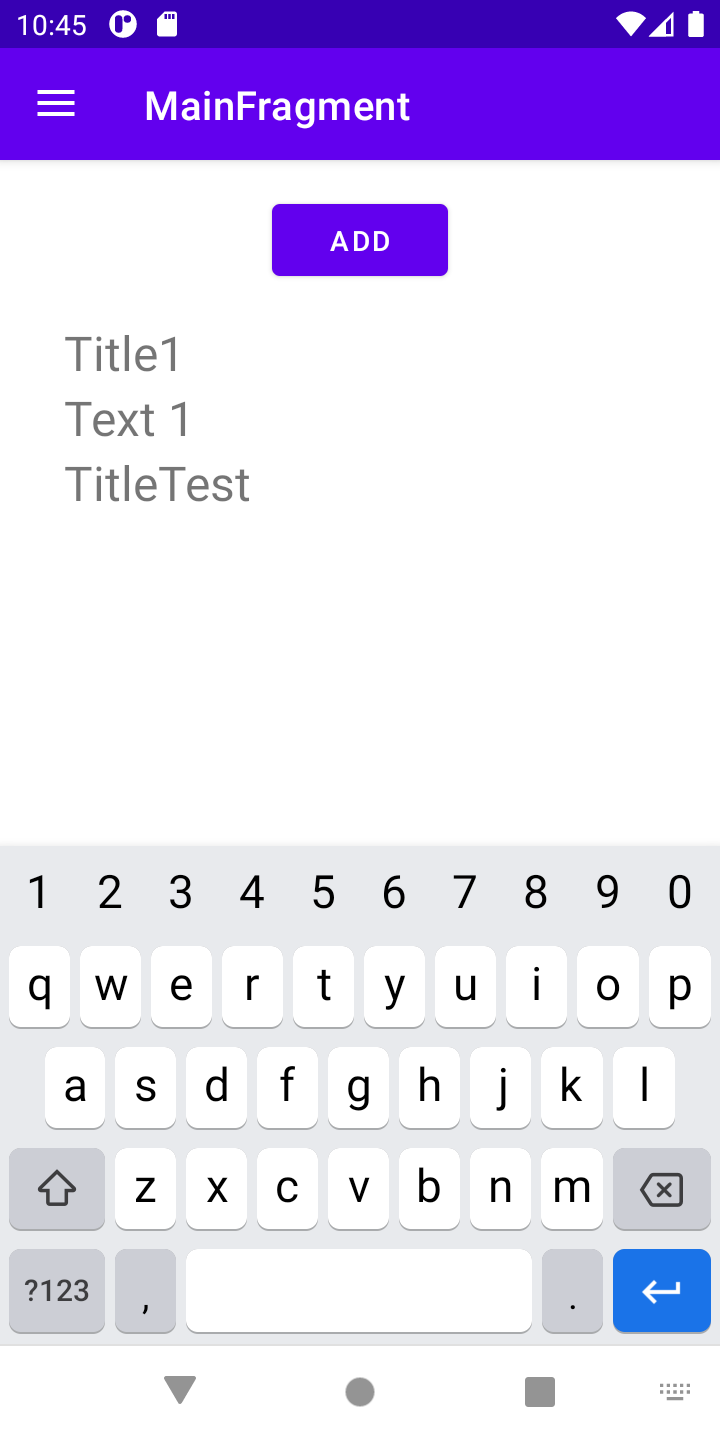 10:45
MainFragment
ADD
Title1
Text 1
TitleTest
1 2 3 4 5 6 7 8 9 0
q w e r t y u i o p
a s d f g h j k l
z x c v b n m
?123 , .